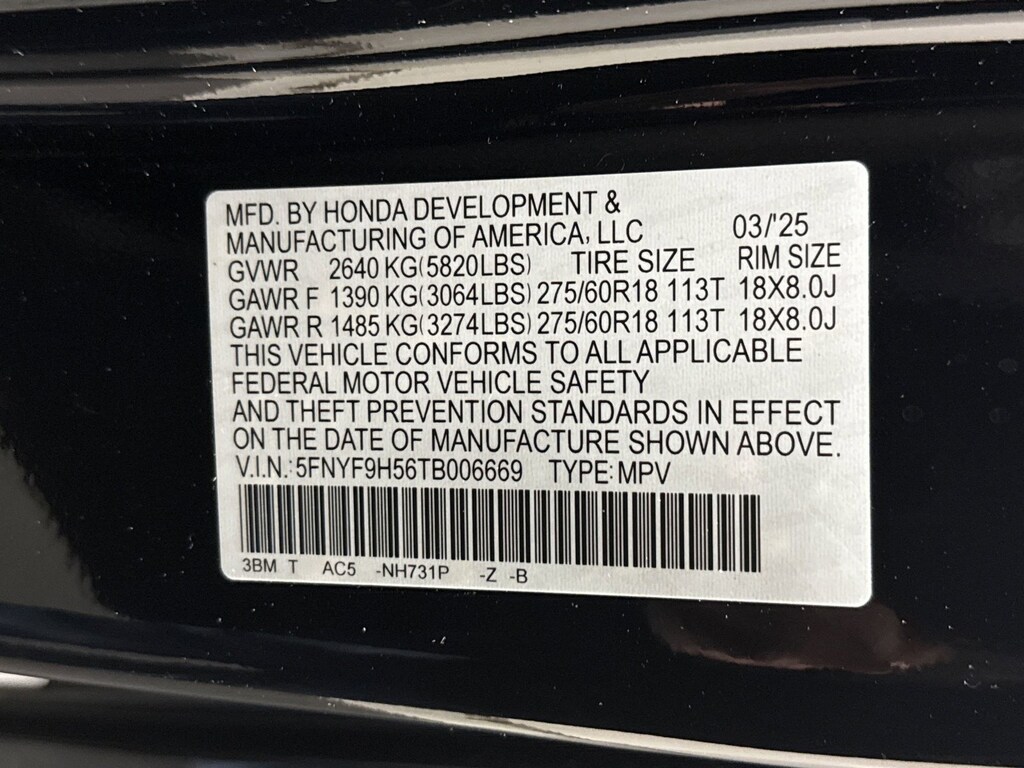 MFD. BY HONDA DEVELOPMENT &
MANUFACTURING OF AMERICA, LLC 03/'25
GVWR 2640 KG(5820LBS) TIRE SIZE RIM SIZE
GAWR F 1390 KG(3064LBS) 275/60R18 113T 18X8.0J
GAWR R 1485 KG(3274LBS) 275/60R18 113T 18X8.0J
THIS VEHICLE CONFORMS TO ALL APPLICABLE
FEDERAL MOTOR VEHICLE SAFETY
AND THEFT PREVENTION STANDARDS IN EFFECT
ON THE DATE OF MANUFACTURE SHOWN ABOVE.
V.I.N.:5FNYF9H56TB006669 TYPE:MPV
3BM T AC5 -NH731P -Z -B